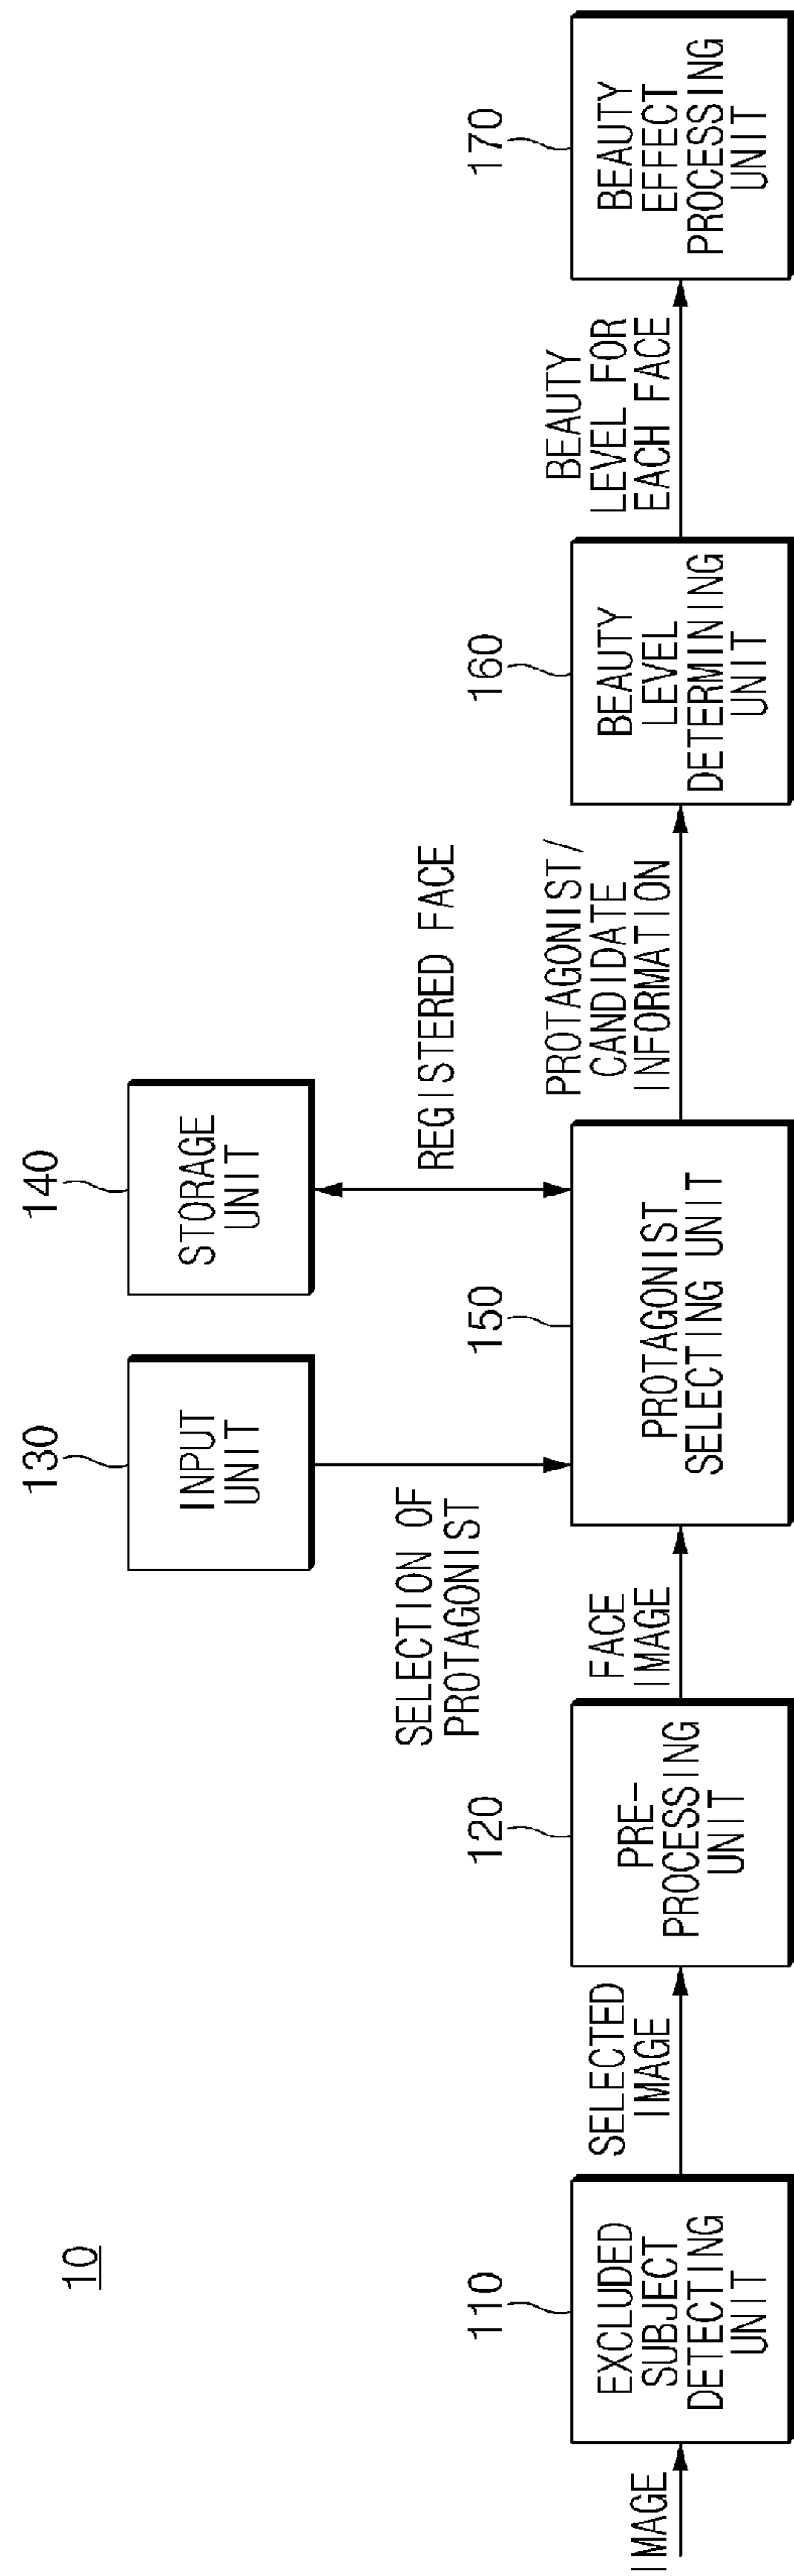 10
130
INPUT
UNIT
140
STORAGE
UNIT
SELECTION OF
PROTAGONIST
REGISTERED FACE
IMAGE
110
EXCLUDED
SUBJECT
DETECTING
UNIT
SELECTED
IMAGE
120
PRE-
PROCESSING
UNIT
FACE
IMAGE
150
PROTAGONIST
SELECTING UNIT
PROTAGONIST/
CANDIDATE
INFORMATION
160
BEAUTY
LEVEL
DETERMINING
UNIT
BEAUTY
LEVEL FOR
EACH FACE
170
BEAUTY
EFFECT
PROCESSING
UNIT